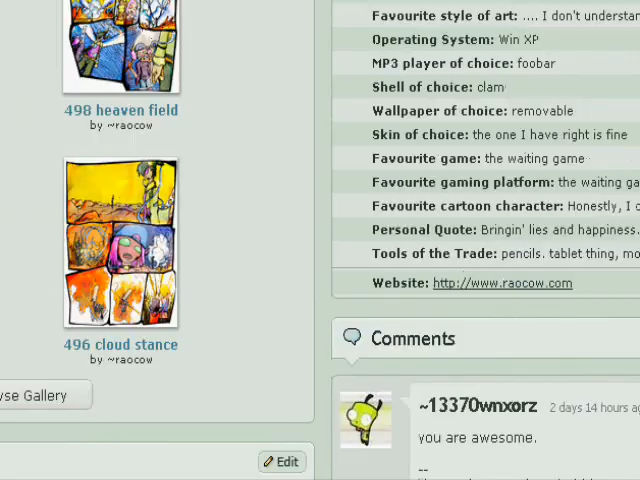 498 heaven field
by ~raocow
496 cloud stance
by ~raocow
se Gallery
Edit
Favourite style of art: .... I don't understan
Operating System: Win XP
MP3 player of choice: foobar
Shell of choice: clam
Wallpaper of choice: removable
Skin of choice: the one I have right is fine
Favourite game: the waiting game
Favourite gaming platform: the waiting ga
Favourite cartoon character: Honestly, I c
Personal Quote: Bringin' lies and happiness.
Tools of the Trade: pencils. tablet thing, mo
Website: http://www.raocow.com
Comments
~13370wnxorz 2 days 14 hours ag
you are awesome.
--